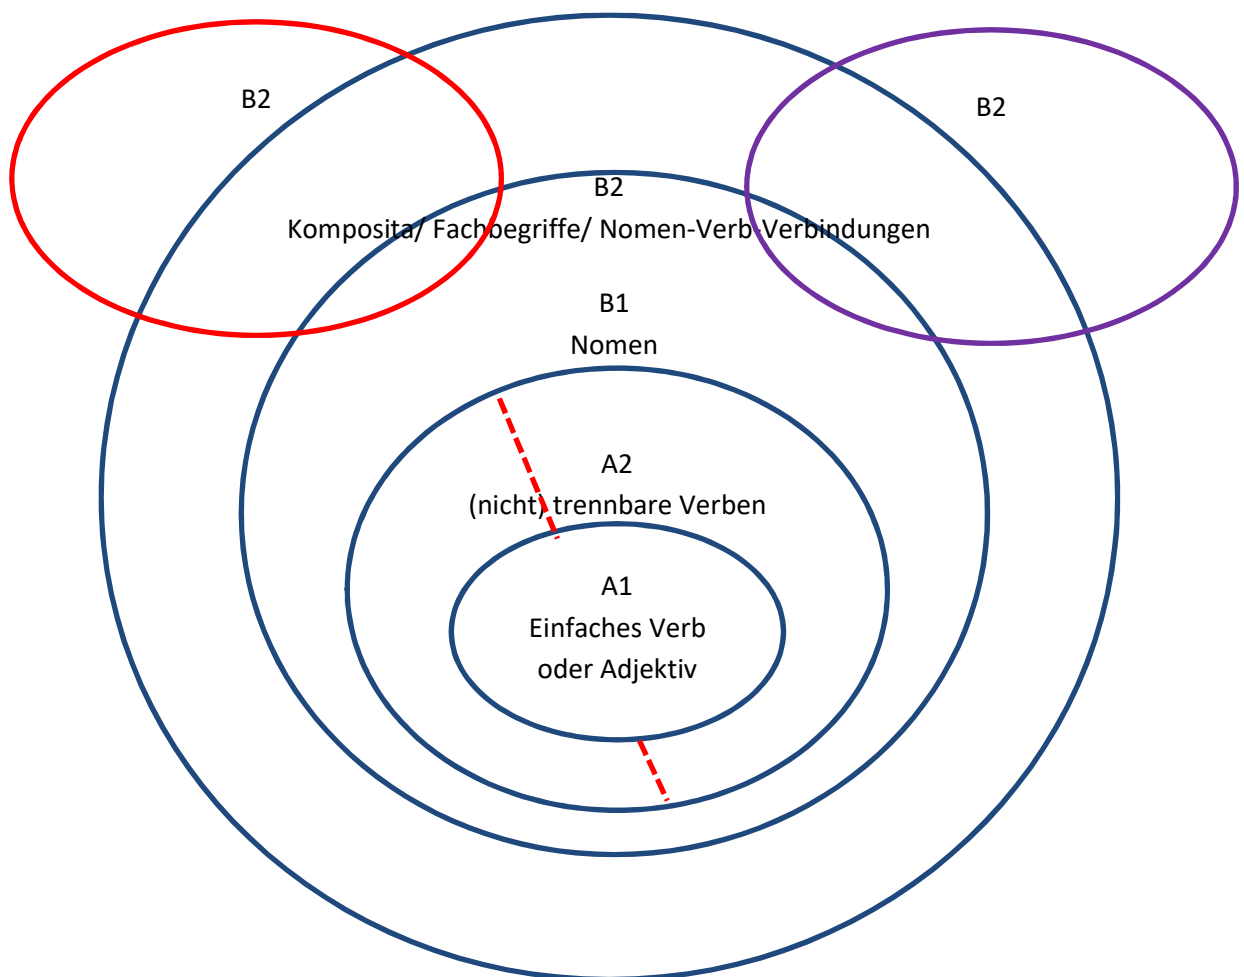 B2
B2
B2
Komposita/ Fachbegriffe/ Nomen-Verb-Verbindungen
B1
Nomen
A2
(nicht) trennbare Verben
A1
Einfaches Verb
oder Adjektiv